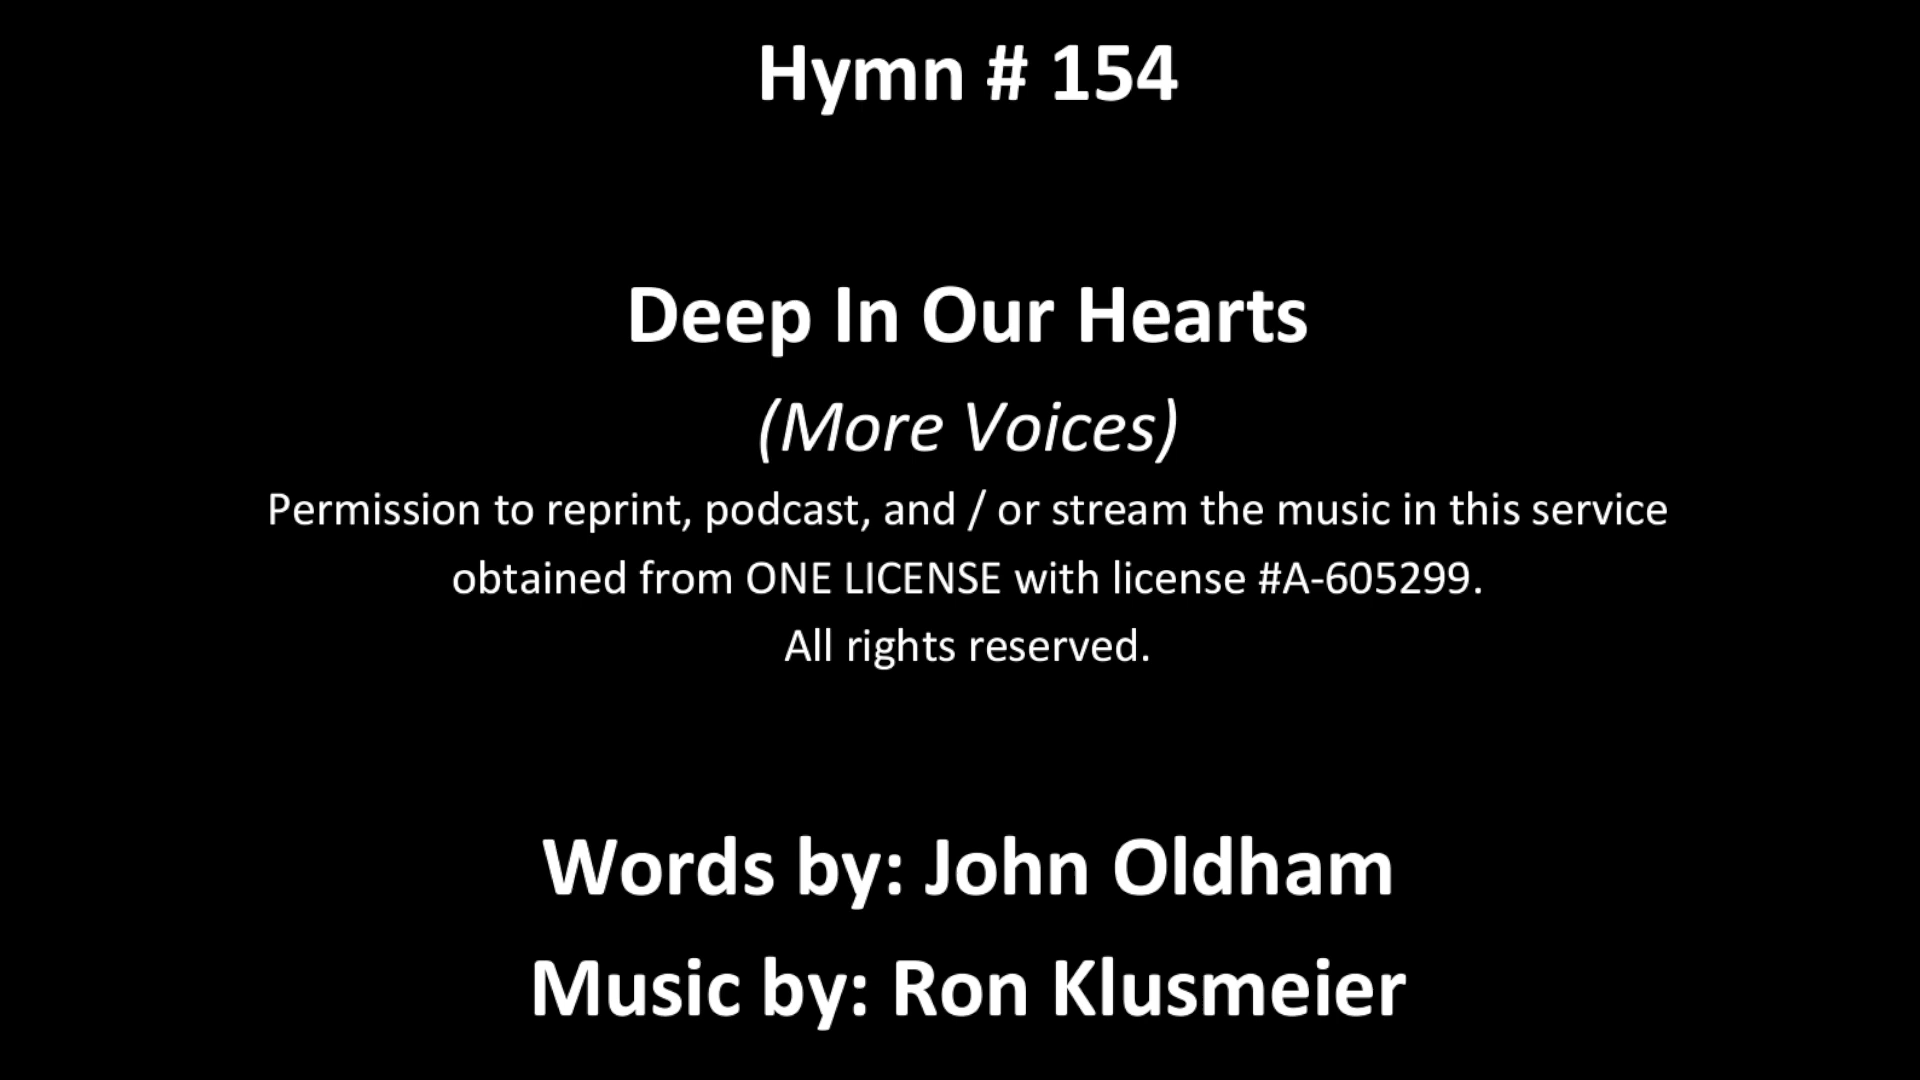 Hymn # 154
Deep In Our Hearts
(More Voices)
Permission to reprint, podcast, and / or stream the music in this service
obtained from ONE LICENSE with license #A-605299.
All rights reserved.
Words by: John Oldham
Music by: Ron Klusmeier